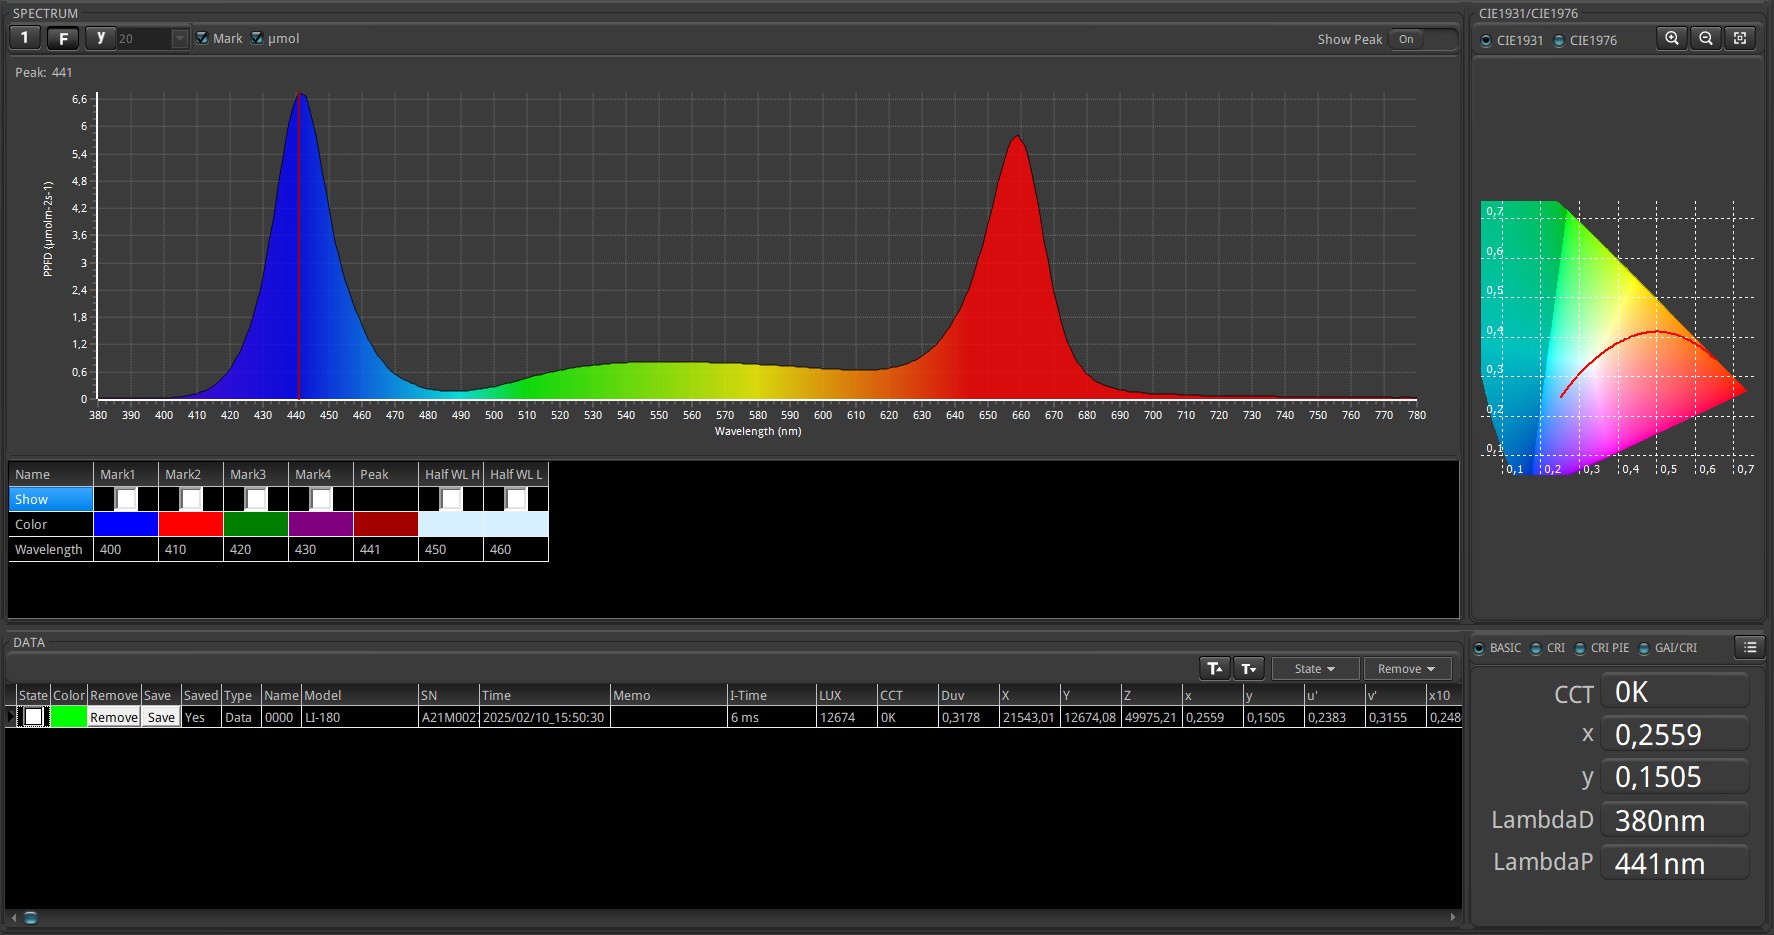 SPECTRUM
1 F y 20 Mark µmol Show Peak On
Peak: 441
6,6
6
5,4
4,8
4,2
3,6
3
2,4
1,8
1,2
0,6
0
PPFD (µmolm-2s-1)
380 390 400 410 420 430 440 450 460 470 480 490 500 510 520 530 540 550 560 570 580 590 600 610 620 630 640 650 660 670 680 690 700 710 720 730 740 750 760 770 780
Wavelength (nm)
Name Mark1 Mark2 Mark3 Mark4 Peak Half WL H Half WL L
Show
Color
Wavelength 400 410 420 430 441 450 460
CIE1931/CIE1976
CIE1931 CIE1976
0,7
0,6
0,5
0,4
0,3
0,2
0,1
0,1 0,2 0,3 0,4 0,5 0,6 0,7
DATA
T T State Remove
State Color Remove Save Saved Type Name Model SN Time Memo I-Time LUX CCT Duv X Y Z x y u' v' x10
Remove Save Yes Data 0000 LI-180 A21M002 2025/02/10_15:50:30 6 ms 12674 0K 0,3178 21543,01 12674,08 49975,21 0,2559 0,1505 0,2383 0,3155 0,248
BASIC CRI CRI PIE GAI/CRI
CCT 0K
x 0,2559
y 0,1505
LambdaD 380nm
LambdaP 441nm